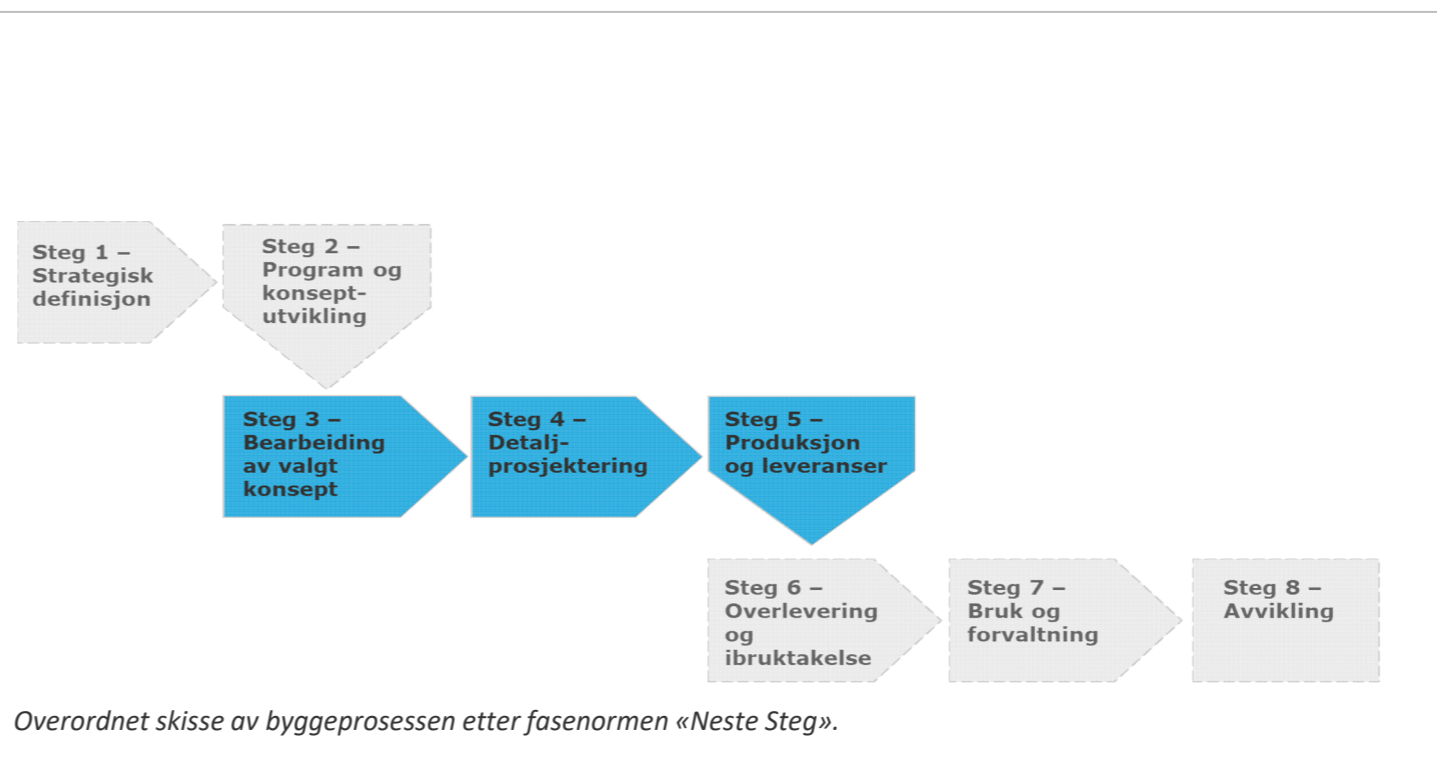 Steg 1 –
Strategisk
definisjon
Steg 2 –
Program og
konsept-
utvikling
Steg 3 –
Bearbeiding
av valgt
konsept
Steg 4 –
Detalj-
prosjektering
Steg 5 –
Produksjon
og leveranser
Steg 6 –
Overlevering
og
ibruktakelse
Steg 7 –
Bruk og
forvaltning
Steg 8 –
Avvikling
Overordnet skisse av byggeprosessen etter fasenormen «Neste Steg».